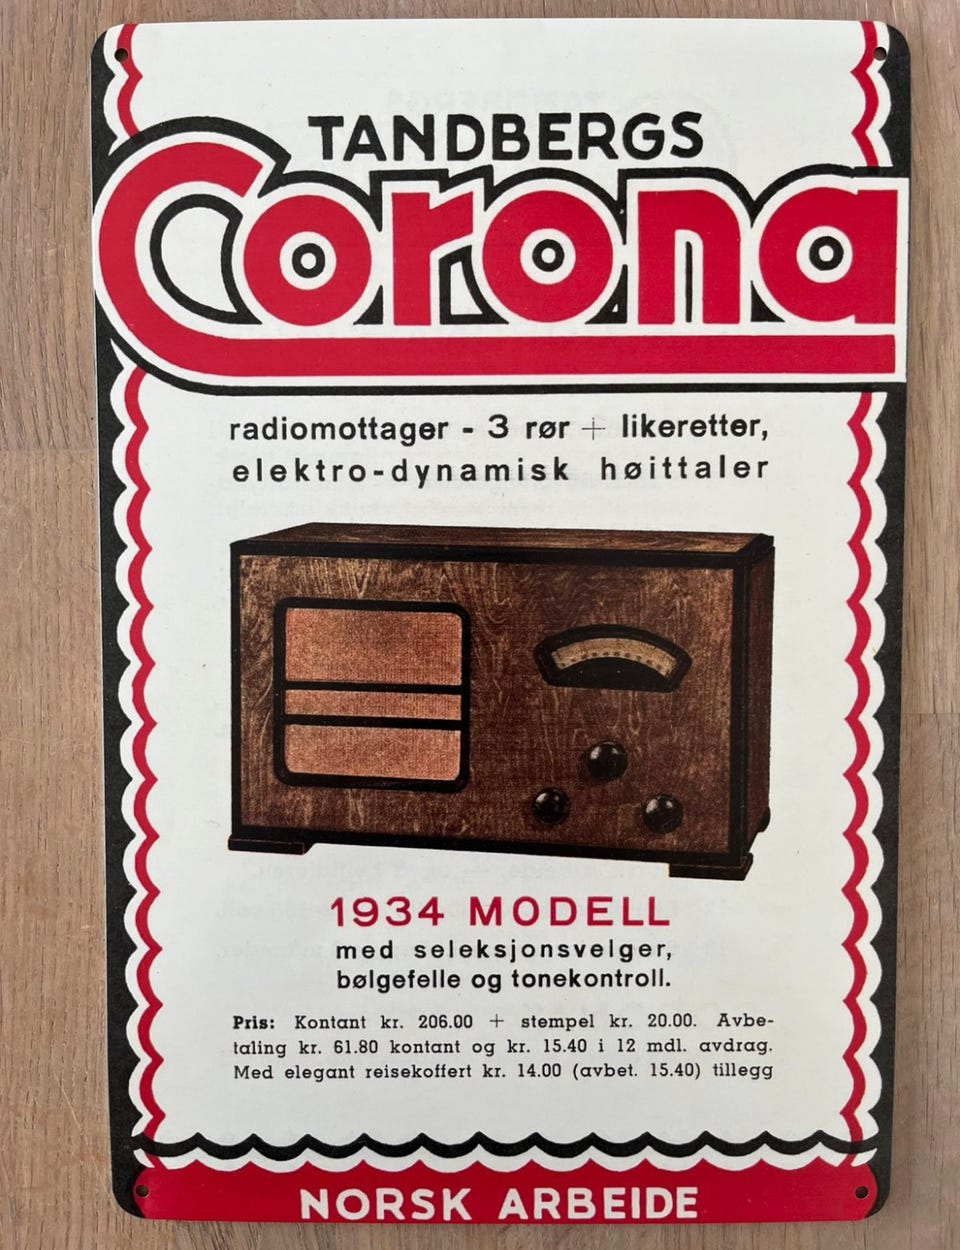 TANDBERGS
Corona
radiomottager - 3 rør + likeretter,
elektro-dynamisk høittaler
1934 MODELL
med seleksjonsvelger,
bølgefelle og tonekontroll.
Pris: Kontant kr. 206.00 + stempel kr. 20.00. Avbe-
taling kr. 61.80 kontant og kr. 15.40 i 12 mdl. avdrag.
Med elegant reisekoffert kr. 14.00 (avbet. 15.40) tillegg
NORSK ARBEIDE